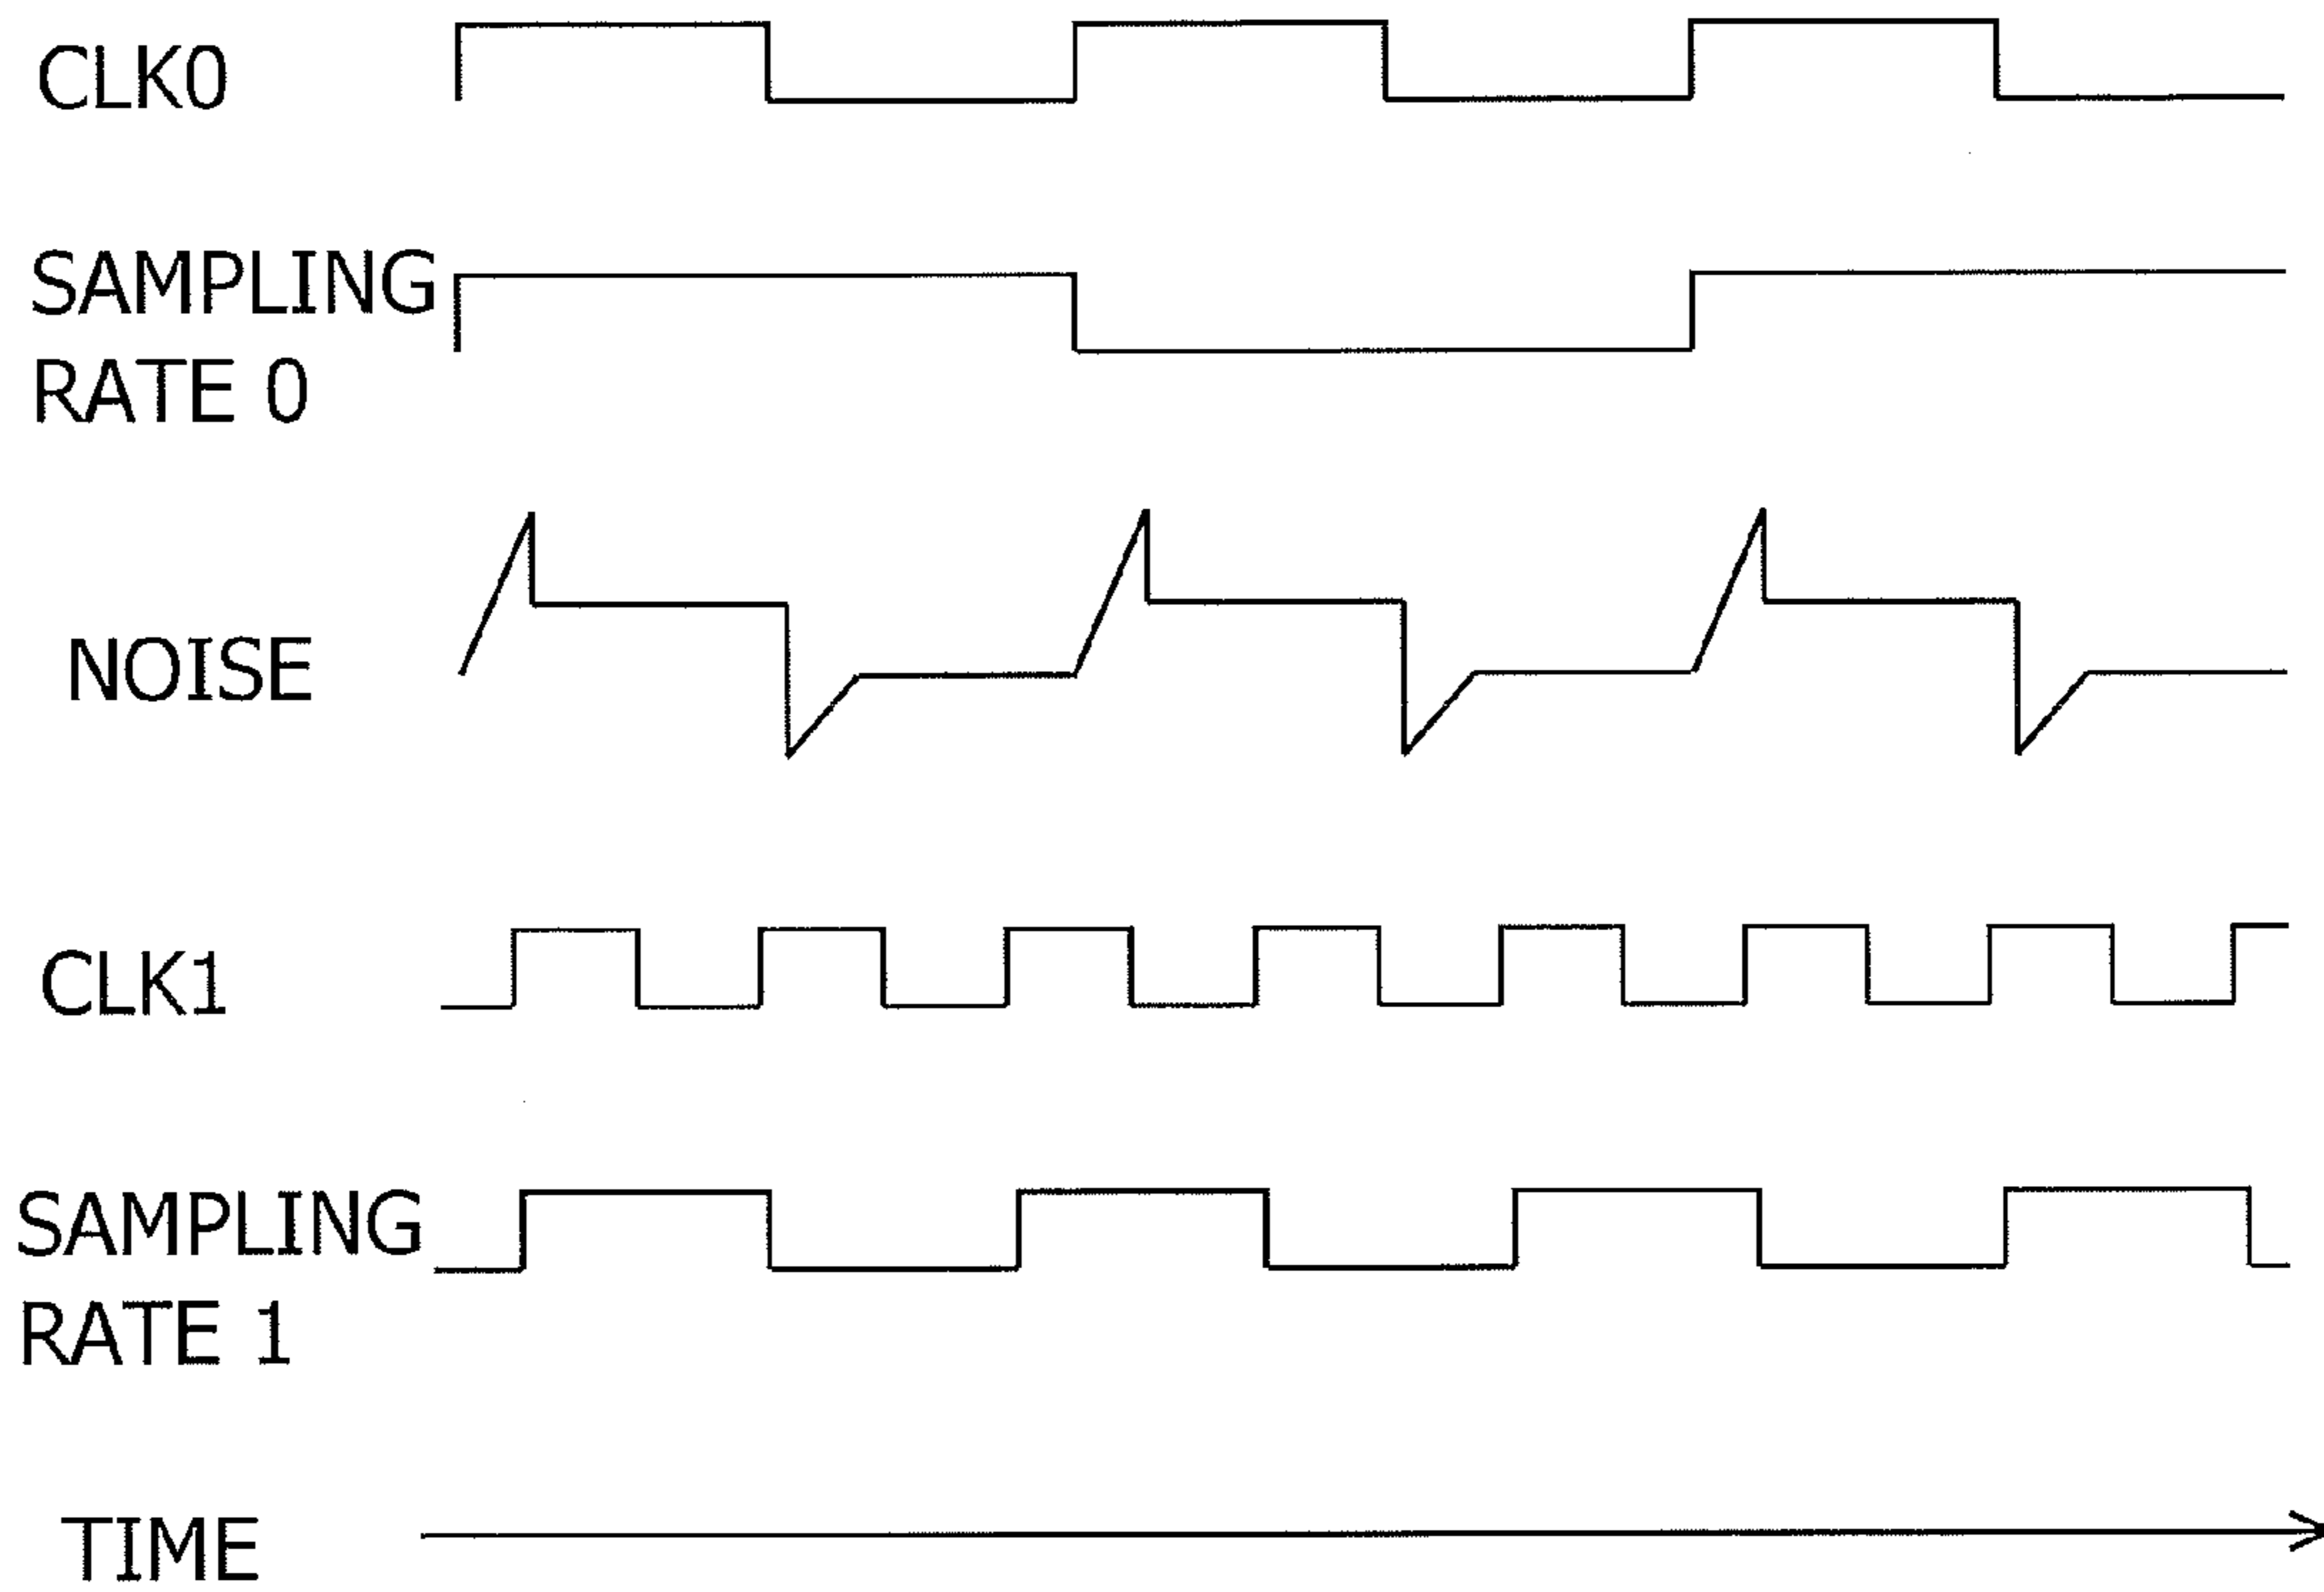 CLK0
SAMPLING
RATE 0
NOISE
CLK1
SAMPLING
RATE 1
TIME